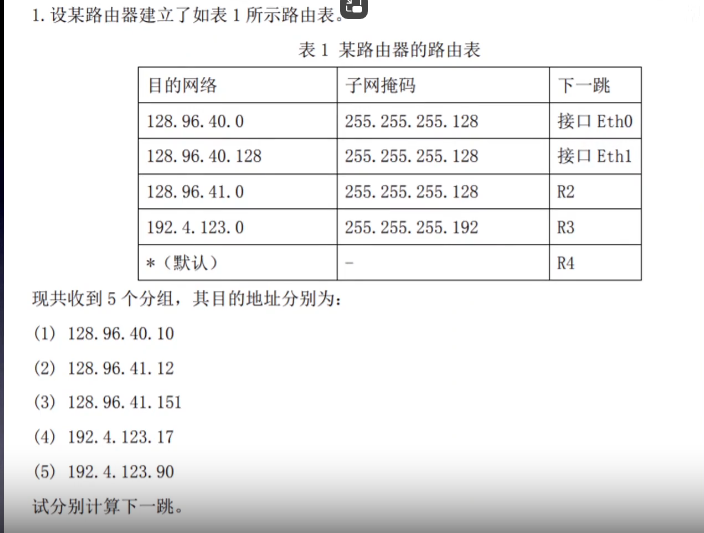 1. 设某路由器建立了如表 1 所示路由表。
表 1 某路由器的路由表
目的网络 子网掩码 下一跳
128.96.40.0 255.255.255.128 接口 Eth0
128.96.40.128 255.255.255.128 接口 Eth1
128.96.41.0 255.255.255.128 R2
192.4.123.0 255.255.255.192 R3
*（默认） - R4
现共收到 5 个分组，其目的地址分别为：
(1) 128.96.40.10
(2) 128.96.41.12
(3) 128.96.41.151
(4) 192.4.123.17
(5) 192.4.123.90
试分别计算下一跳。